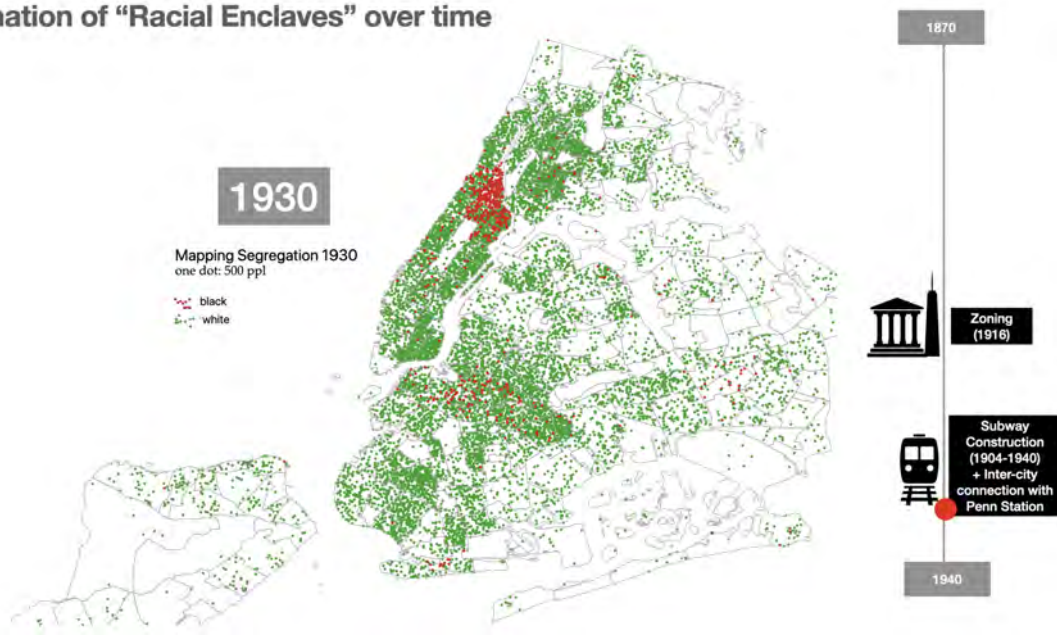 nation of “Racial Enclaves” over time
1870
1930
Mapping Segregation 1930
one dot: 500 ppl
black
white
Zoning
(1916)
Subway
Construction
(1904-1940)
+ Inter-city
connection with
Penn Station
1940